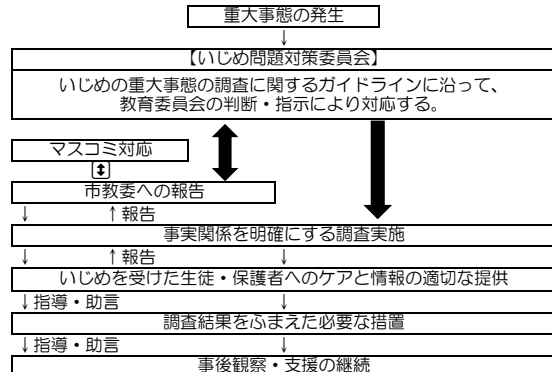 重大事態の発生
↓
【いじめ問題対策委員会】
いじめの重大事態の調査に関するガイドラインに沿って、
教育委員会の判断・指示により対応する。
マスコミ対応
市教委への報告
↓ ↑報告
事実関係を明確にする調査実施
↓ ↑報告 ↓
いじめを受けた生徒・保護者へのケアと情報の適切な提供
↓指導・助言 ↓
調査結果をふまえた必要な措置
↓指導・助言 ↓
事後観察・支援の継続